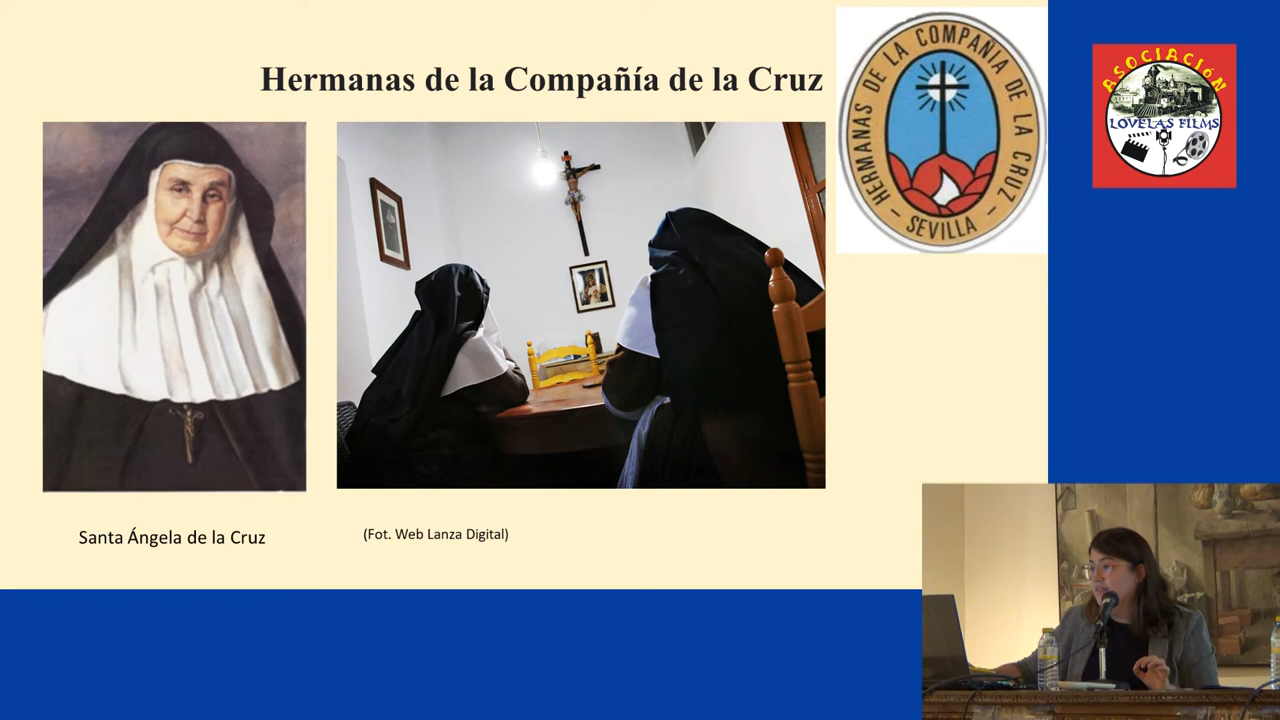 Hermanas de la Compañía de la Cruz
HERMANAS DE LA COMPAÑIA DE LA CRUZ
– SEVILLA –
ASOCIACIÓN
LOVELAS FILMS
Santa Ángela de la Cruz
(Fot. Web Lanza Digital)